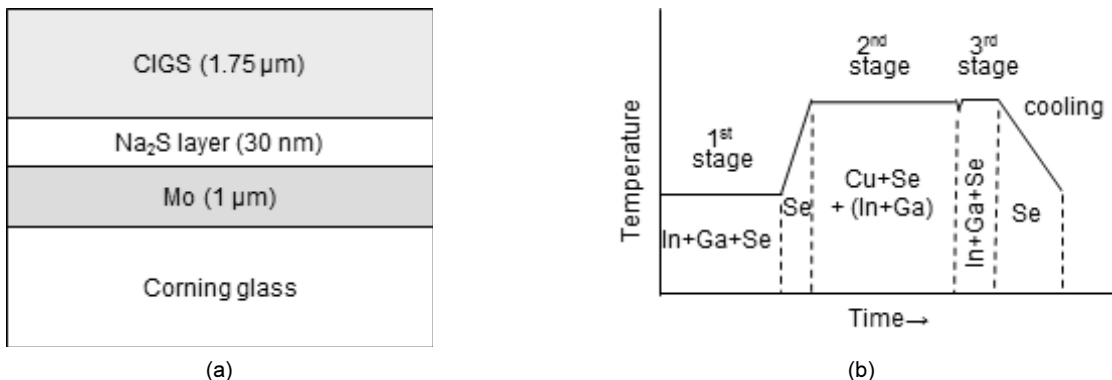 CIGS (1.75 µm)
Na₂S layer (30 nm)
Mo (1 µm)
Corning glass
(a)
Temperature
1st
stage
2nd
stage
3rd
stage
cooling
In+Ga+Se
Se
Cu+Se
+ (In+Ga)
In+Ga+Se
Se
Time→
(b)